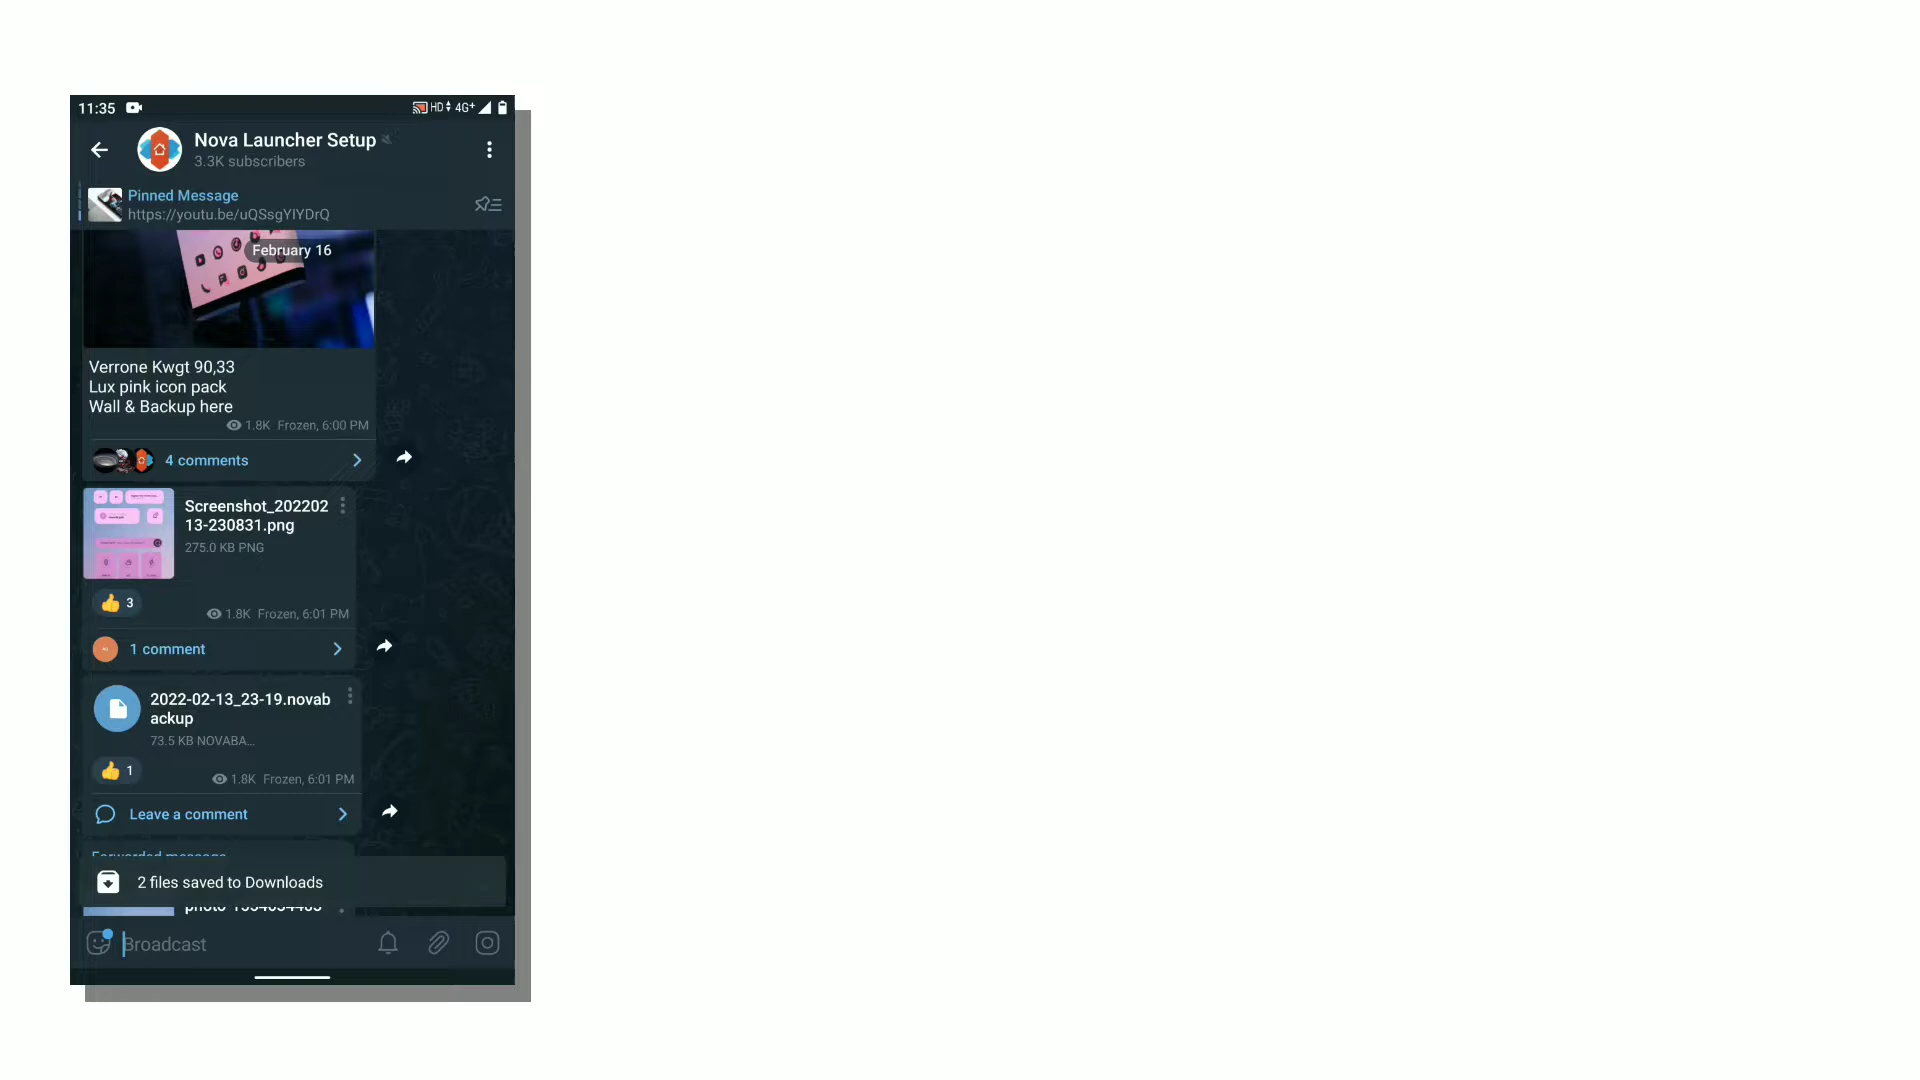 11:35
HD 4G+
Nova Launcher Setup
3.3K subscribers
Pinned Message
https://youtu.be/uQSsgYIYDrQ
February 16
Verrone Kwgt 90,33
Lux pink icon pack
Wall & Backup here
1.8K Frozen, 6:00 PM
4 comments
Screenshot_202202
13-230831.png
275.0 KB PNG
3
1.8K Frozen, 6:01 PM
1 comment
2022-02-13_23-19.novab
ackup
73.5 KB NOVABA...
1
1.8K Frozen, 6:01 PM
Leave a comment
Forwarded message
2 files saved to Downloads
Broadcast